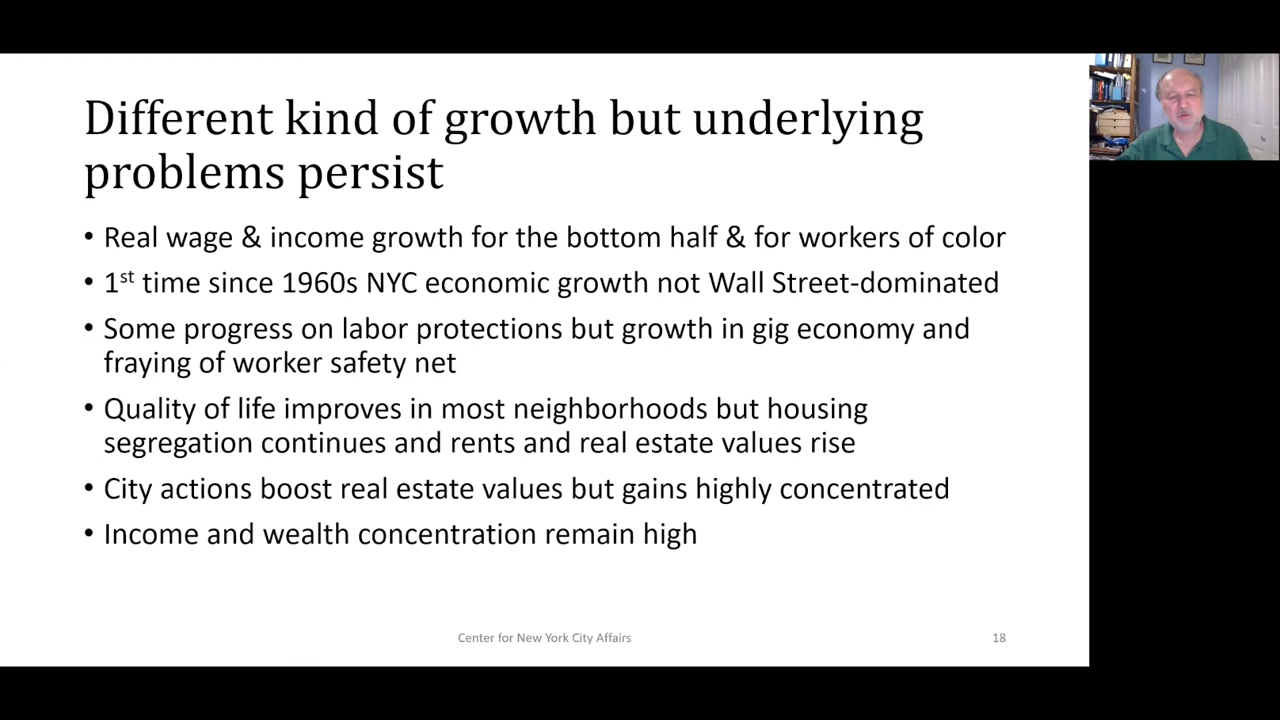 Different kind of growth but underlying
problems persist
• Real wage & income growth for the bottom half & for workers of color
• 1st time since 1960s NYC economic growth not Wall Street-dominated
• Some progress on labor protections but growth in gig economy and
fraying of worker safety net
• Quality of life improves in most neighborhoods but housing
segregation continues and rents and real estate values rise
• City actions boost real estate values but gains highly concentrated
• Income and wealth concentration remain high
Center for New York City Affairs
18